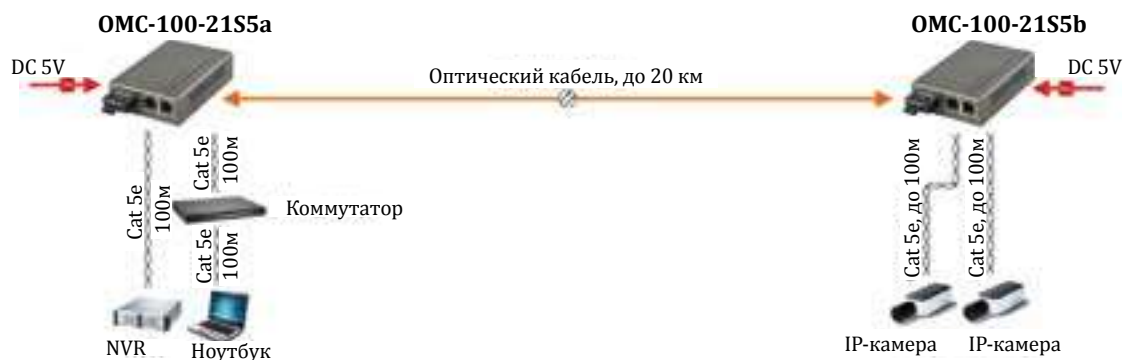 OMC-100-21S5a
OMC-100-21S5b
DC 5V
Оптический кабель, до 20 км
DC 5V
Cat 5e
100м
Cat 5e
100м
Коммутатор
Cat 5e
100м
Cat 5e, до 100м
Cat 5e, до 100м
NVR
Ноутбук
IP-камера
IP-камера